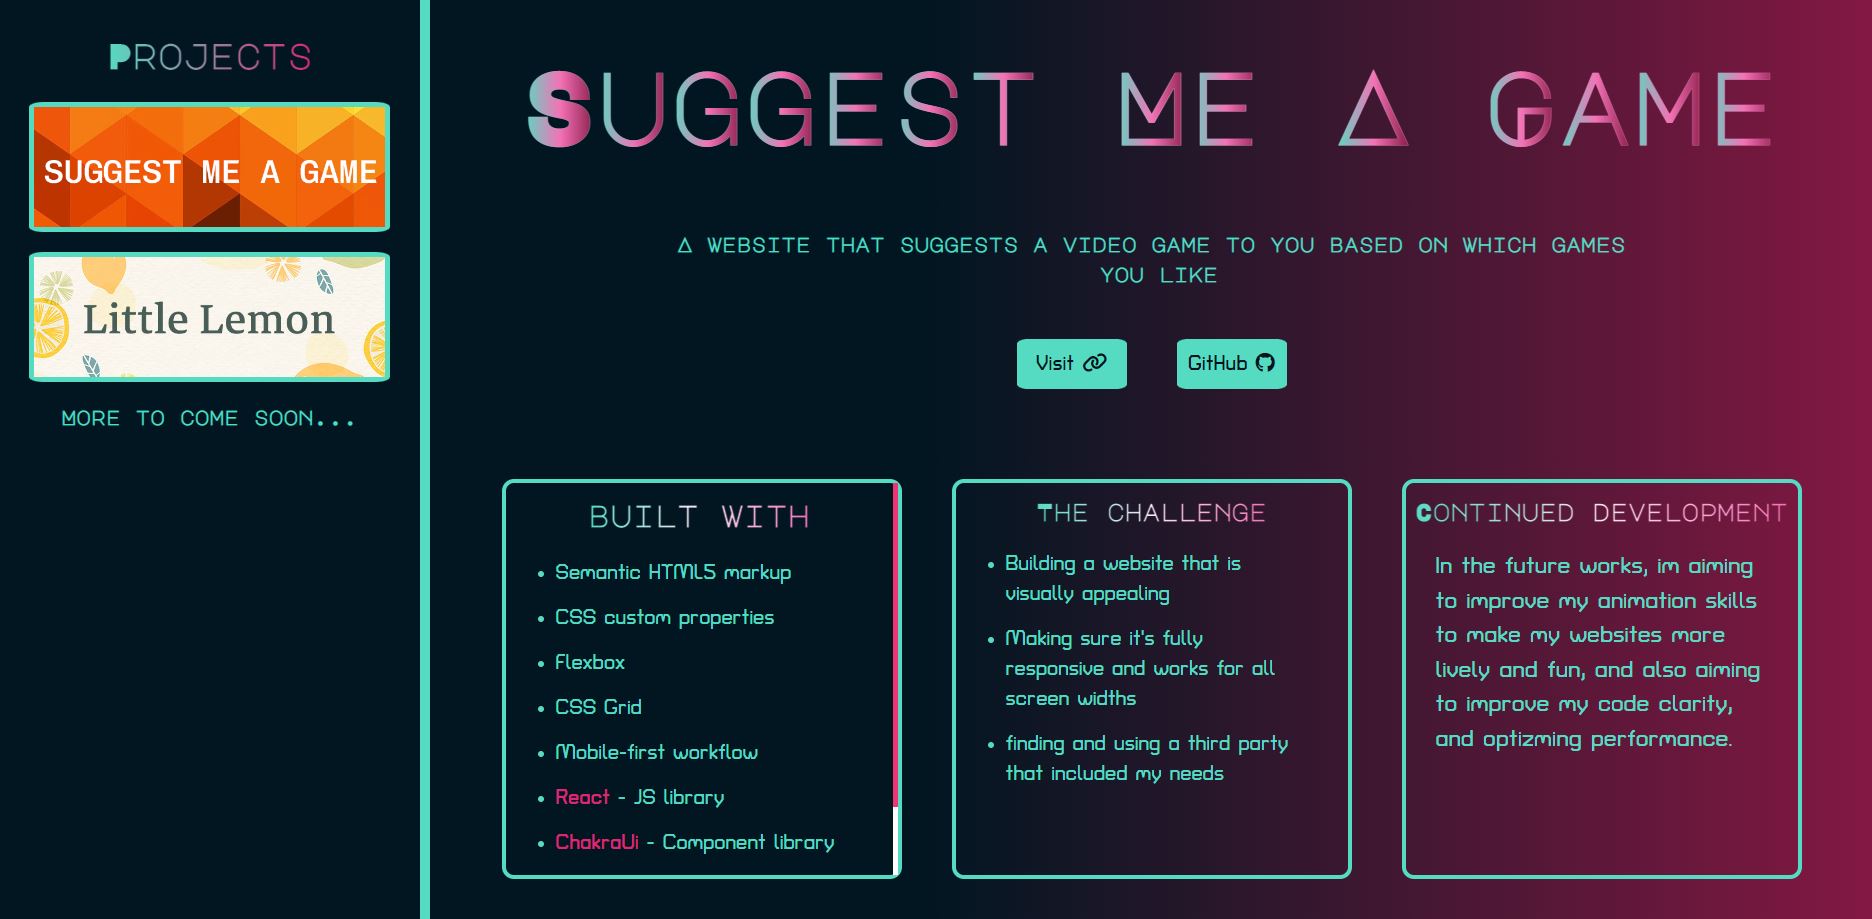 PROJECTS
SUGGEST ME A GAME
Little Lemon
MORE TO COME SOON...
SUGGEST ME A GAME
A WEBSITE THAT SUGGESTS A VIDEO GAME TO YOU BASED ON WHICH GAMES
YOU LIKE
Visit
GitHub
BUILT WITH
• Semantic HTML5 markup
• CSS custom properties
• Flexbox
• CSS Grid
• Mobile-first workflow
• React - JS library
• ChakraUi - Component library
THE CHALLENGE
• Building a website that is
visually appealing
• Making sure it's fully
responsive and works for all
screen widths
• finding and using a third party
that included my needs
CONTINUED DEVELOPMENT
In the future works, im aiming
to improve my animation skills
to make my websites more
lively and fun, and also aiming
to improve my code clarity,
and optizming performance.